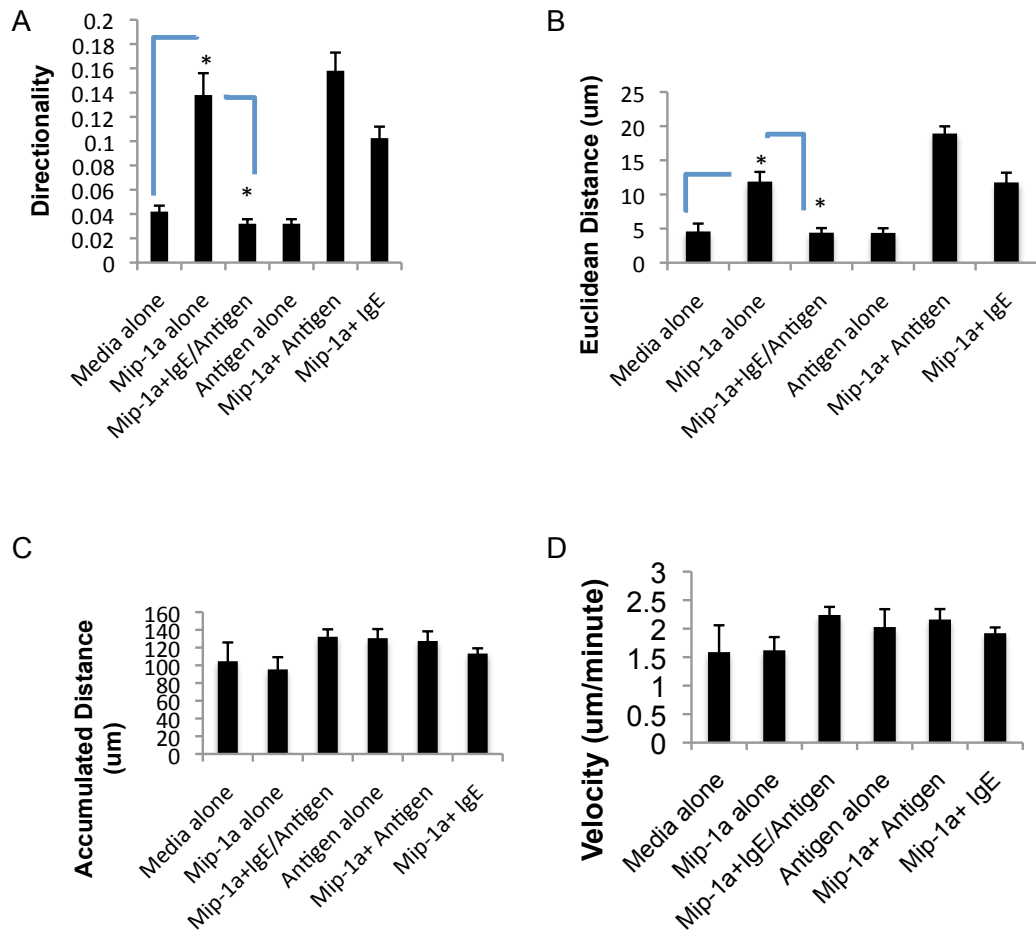 A
Directionality
0.2
0.18
0.16
0.14
0.12
0.1
0.08
0.06
0.04
0.02
0
*
*
Media alone
Mip-1a alone
Mip-1a+IgE/Antigen
Antigen alone
Mip-1a+ Antigen
Mip-1a+ IgE
B
Euclidean Distance (um)
25
20
15
10
5
0
*
*
Media alone
Mip-1a alone
Mip-1a+IgE/Antigen
Antigen alone
Mip-1a+ Antigen
Mip-1a+ IgE
C
Accumulated Distance
(um)
160
140
120
100
80
60
40
20
0
Media alone
Mip-1a alone
Mip-1a+IgE/Antigen
Antigen alone
Mip-1a+ Antigen
Mip-1a+ IgE
D
Velocity (um/minute)
3
2.5
2
1.5
1
0.5
0
Media alone
Mip-1a alone
Mip-1a+IgE/Antigen
Antigen alone
Mip-1a+ Antigen
Mip-1a+ IgE